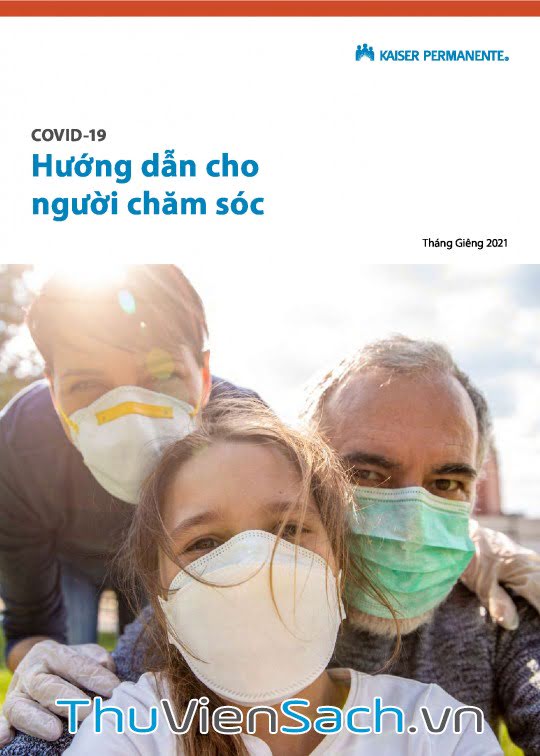 KAISER PERMANENTE®
COVID-19
Hướng dẫn cho
người chăm sóc
Tháng Giêng 2021
ThuVienSach.vn